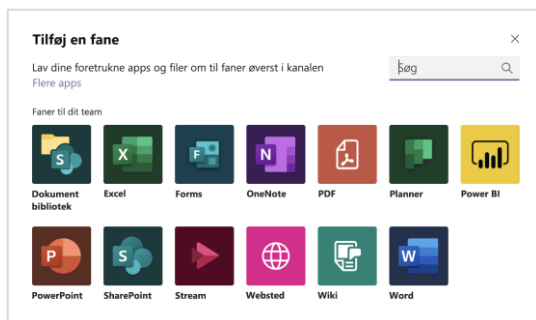 Tilføj en fane
Lav dine foretrukne apps og filer om til faner øverst i kanalen
Søg
Flere apps
Faner til dit team
Dokument
bibliotek
Excel
Forms
OneNote
PDF
Planner
Power BI
PowerPoint
SharePoint
Stream
Websted
Wiki
Word